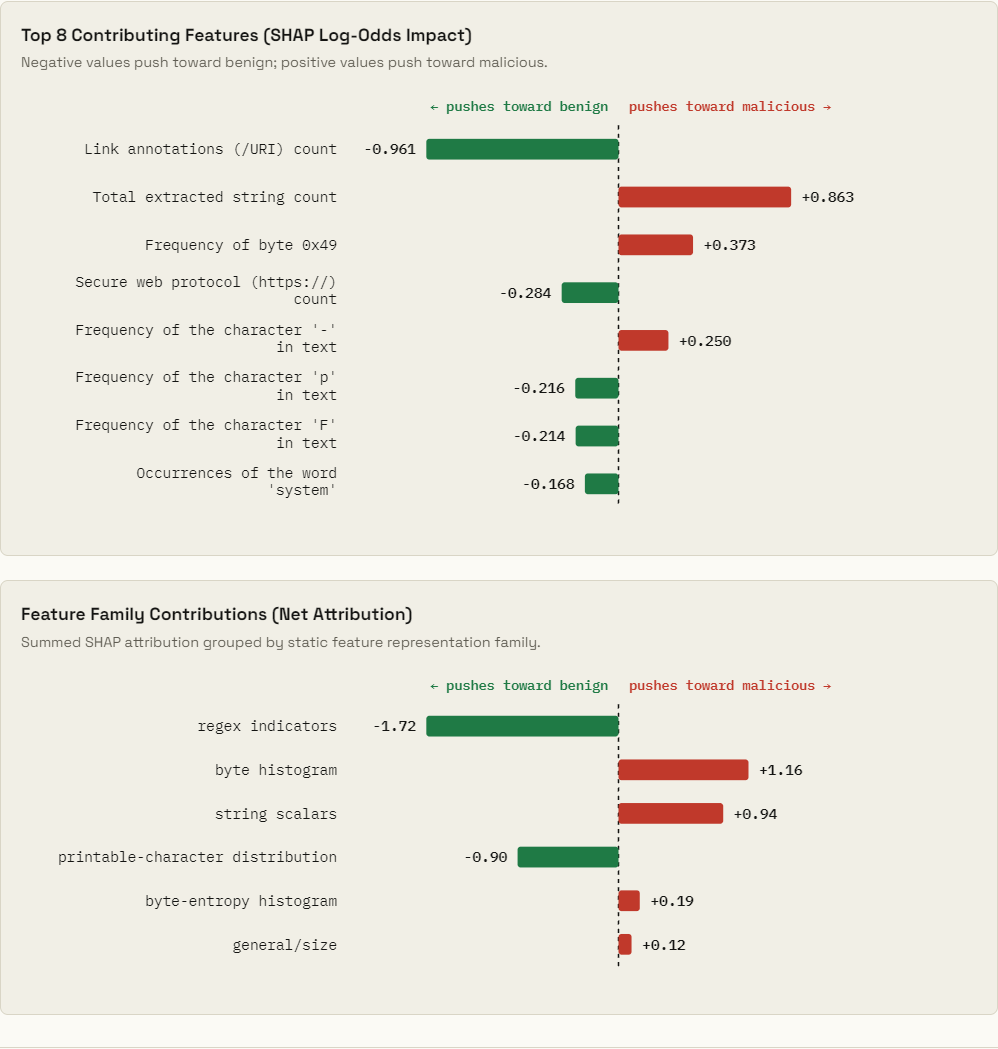 Top 8 Contributing Features (SHAP Log-Odds Impact)
Negative values push toward benign; positive values push toward malicious.
← pushes toward benign pushes toward malicious →
Link annotations (/URI) count -0.961
Total extracted string count +0.863
Frequency of byte 0x49 +0.373
Secure web protocol (https://)
count -0.284
Frequency of the character '-'
in text +0.250
Frequency of the character 'p'
in text -0.216
Frequency of the character 'F'
in text -0.214
Occurrences of the word
'system' -0.168
Feature Family Contributions (Net Attribution)
Summed SHAP attribution grouped by static feature representation family.
← pushes toward benign pushes toward malicious →
regex indicators -1.72
byte histogram +1.16
string scalars +0.94
printable-character distribution -0.90
byte-entropy histogram +0.19
general/size +0.12